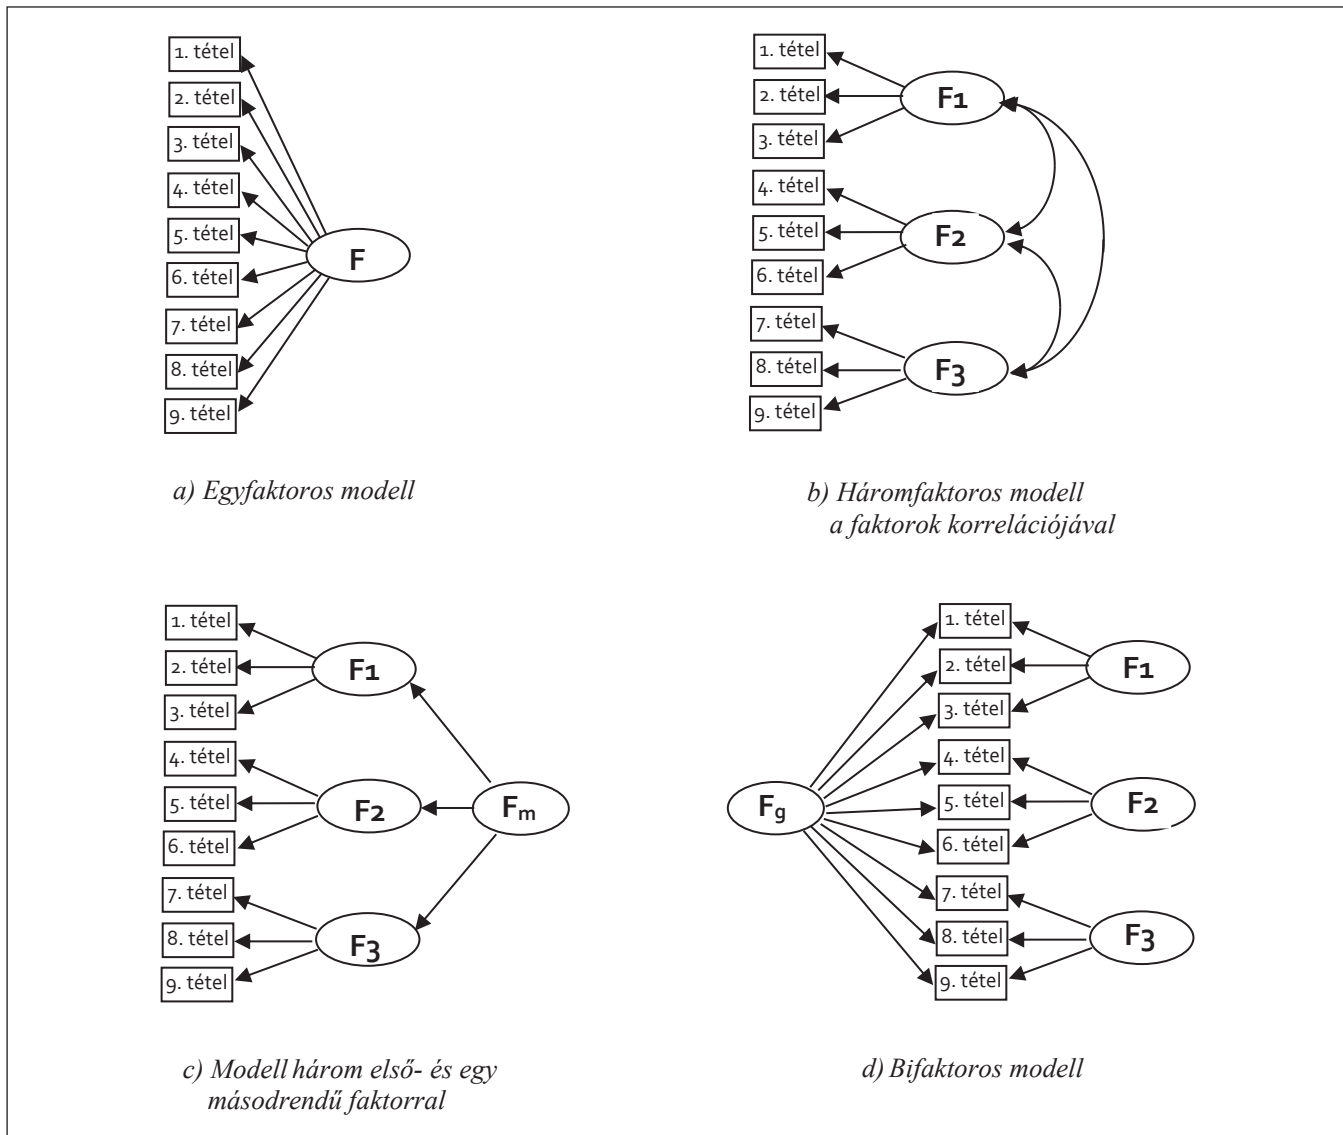 1. tétel
2. tétel
3. tétel
4. tétel
5. tétel
6. tétel
7. tétel
8. tétel
9. tétel
F
a) Egyfaktoros modell
1. tétel
2. tétel
3. tétel
4. tétel
5. tétel
6. tétel
7. tétel
8. tétel
9. tétel
F1
F2
F3
b) Háromfaktoros modell
a faktorok korrelációjával
1. tétel
2. tétel
3. tétel
4. tétel
5. tétel
6. tétel
7. tétel
8. tétel
9. tétel
F1
F2
F3
Fm
c) Modell három első- és egy
másodrendű faktorral
Fg
1. tétel
2. tétel
3. tétel
4. tétel
5. tétel
6. tétel
7. tétel
8. tétel
9. tétel
F1
F2
F3
d) Bifaktoros modell